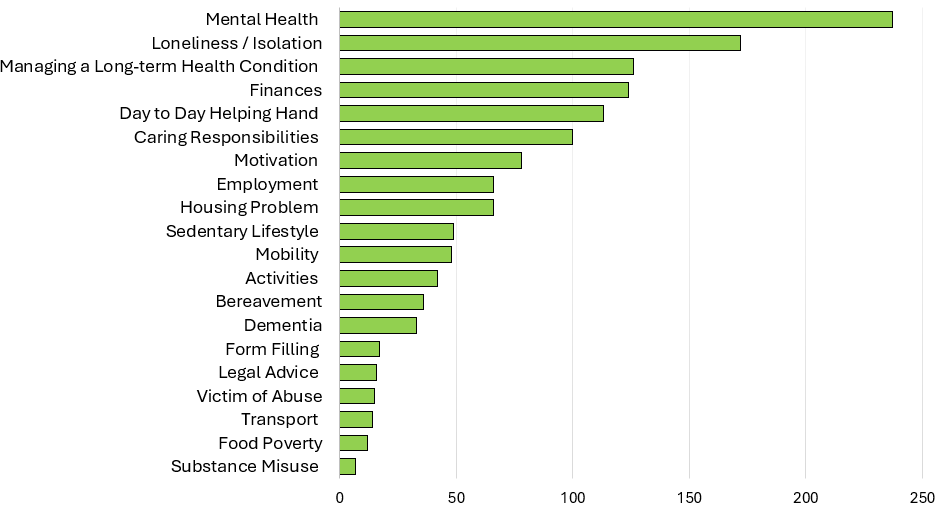 Mental Health
Loneliness / Isolation
Managing a Long-term Health Condition
Finances
Day to Day Helping Hand
Caring Responsibilities
Motivation
Employment
Housing Problem
Sedentary Lifestyle
Mobility
Activities
Bereavement
Dementia
Form Filling
Legal Advice
Victim of Abuse
Transport
Food Poverty
Substance Misuse
0 50 100 150 200 250